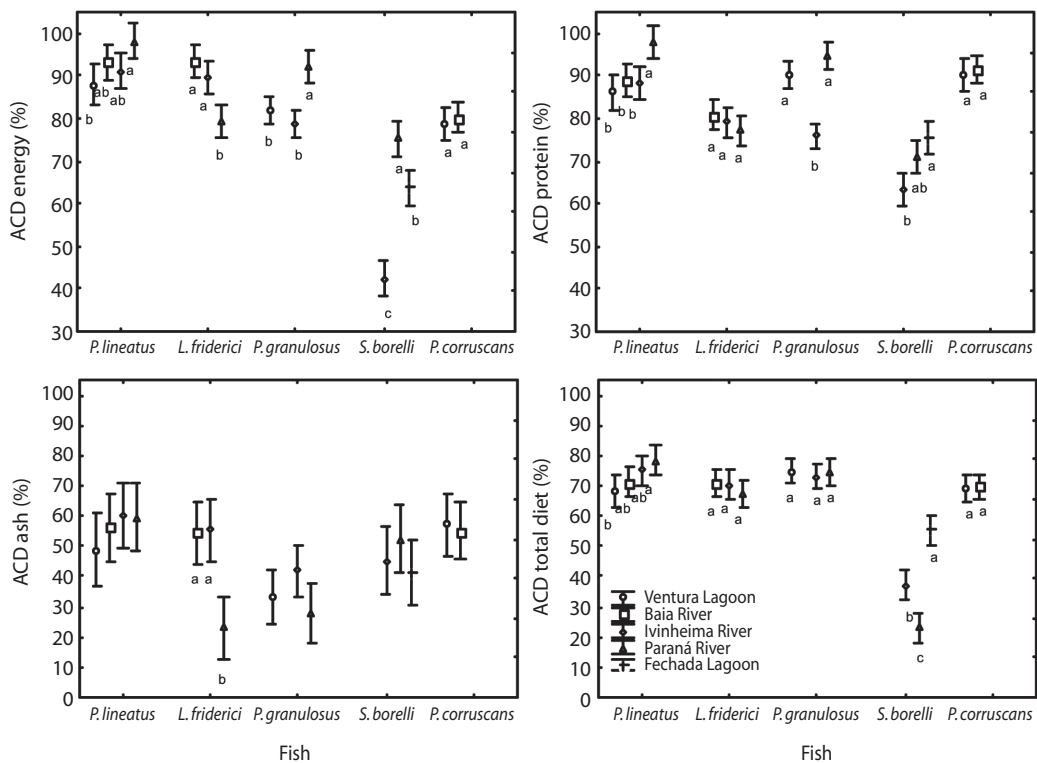 ACD energy (%)
100
90
80
70
60
50
40
30
b
ab
ab
a
a
a
b
b
b
a
c
a
b
a
a
P. lineatus L. friderici P. granulosus S. borelli P. corruscans
ACD protein (%)
100
90
80
70
60
50
40
30
b
b
b
a
a
a
a
a
b
a
b
ab
a
a
a
P. lineatus L. friderici P. granulosus S. borelli P. corruscans
ACD ash (%)
100
90
80
70
60
50
40
30
20
10
0
a
a
b
P. lineatus L. friderici P. granulosus S. borelli P. corruscans
Fish
ACD total diet (%)
100
90
80
70
60
50
40
30
20
10
0
b
ab
ab
a
a
a
a
a
a
a
b
c
a
a
a
Ventura Lagoon
Baia River
Ivinheima River
Paraná River
Fechada Lagoon
P. lineatus L. friderici P. granulosus S. borelli P. corruscans
Fish